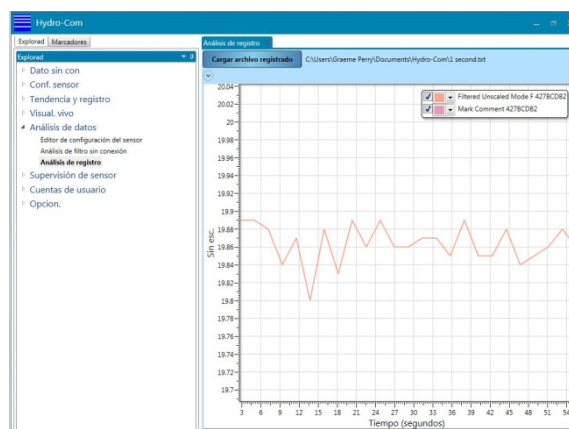 Hydro-Com
Explorad Marcadores
Explorad
Dato sin con
Conf. sensor
Tendencia y registro
Visual. vivo
Análisis de datos
Editor de configuración del sensor
Análisis de filtro sin conexión
Análisis de registro
Supervisión de sensor
Cuentas de usuario
Opcion.
Análisis de registro
Cargar archivo registrado C:\Users\Graeme Perry\Documents\Hydro-Com\1 second.txt
Filtered Unscaled Mode F 427BCDB2
Mark Comment 427BCDB2
20.04
20.02
20
19.98
19.96
19.94
19.92
19.9
19.88
19.86
19.84
19.82
19.8
19.78
19.76
19.74
19.72
19.7
Sin esc.
3 6 9 12 15 18 21 24 27 30 33 36 39 42 45 48 51 54
Tiempo (segundos)